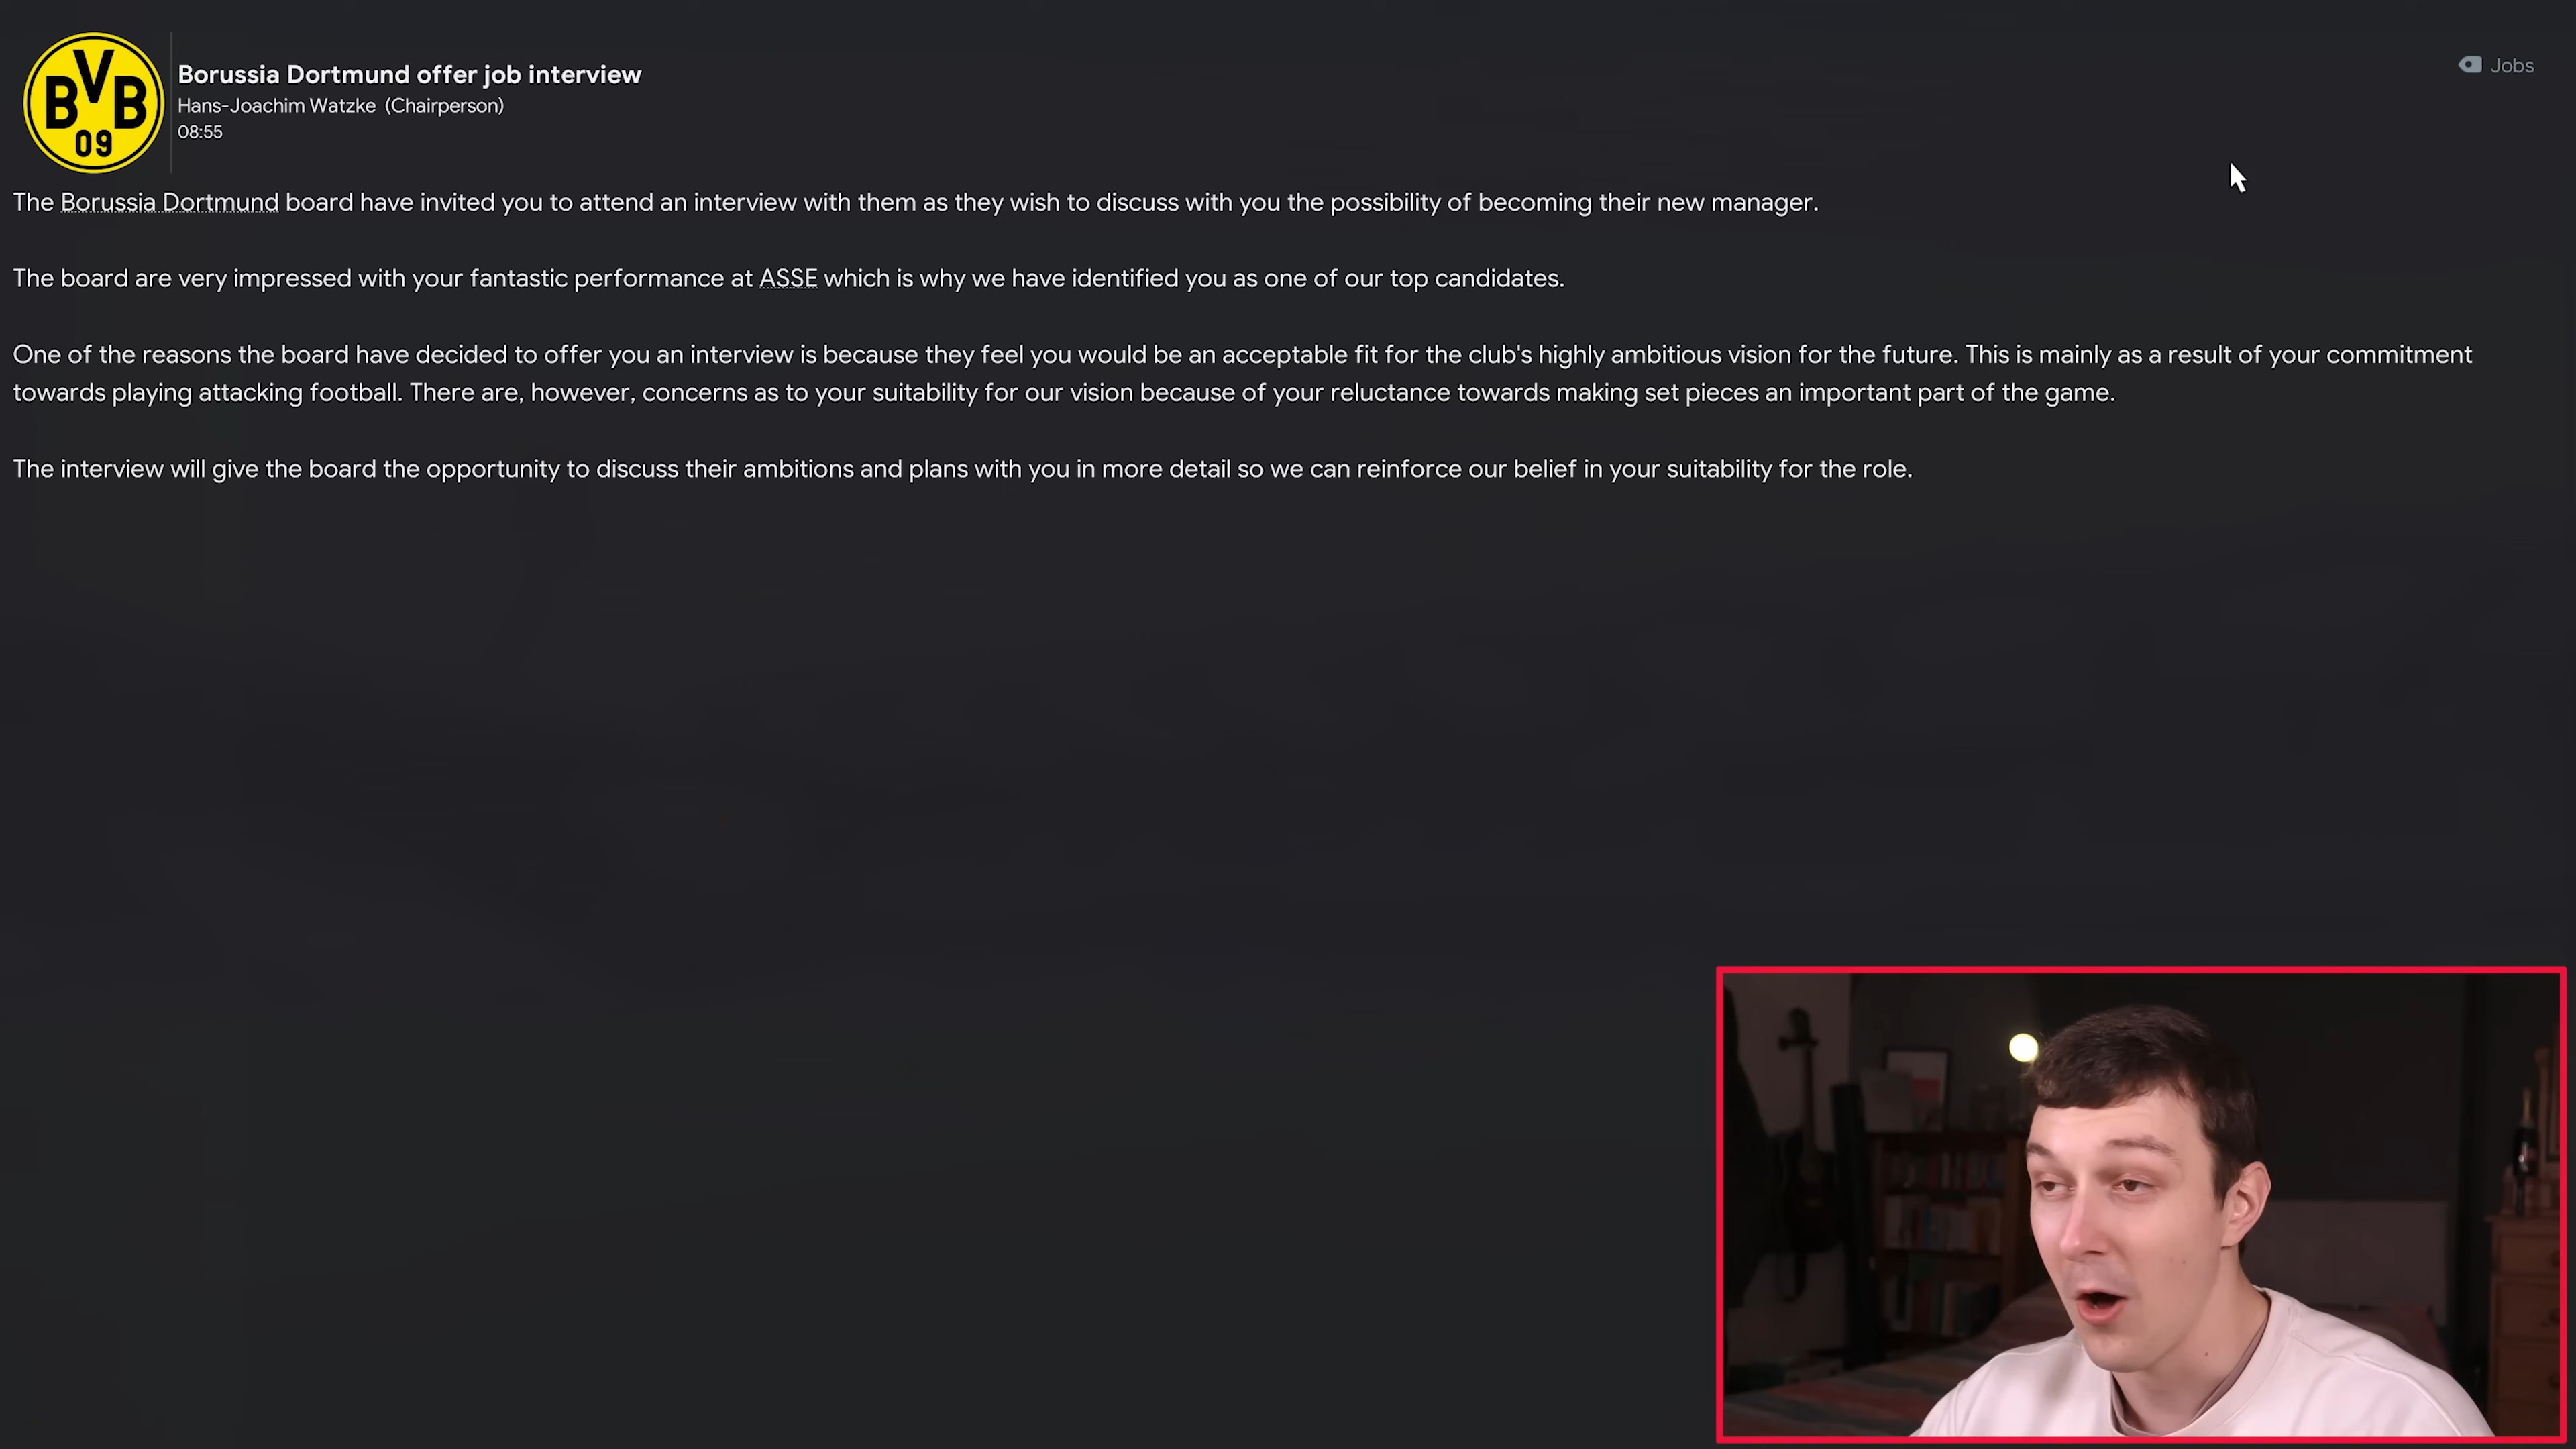 BVB
09
Borussia Dortmund offer job interview
Hans-Joachim Watzke (Chairperson)
08:55
Jobs
The Borussia Dortmund board have invited you to attend an interview with them as they wish to discuss with you the possibility of becoming their new manager.
The board are very impressed with your fantastic performance at ASSE which is why we have identified you as one of our top candidates.
One of the reasons the board have decided to offer you an interview is because they feel you would be an acceptable fit for the club's highly ambitious vision for the future. This is mainly as a result of your commitment
towards playing attacking football. There are, however, concerns as to your suitability for our vision because of your reluctance towards making set pieces an important part of the game.
The interview will give the board the opportunity to discuss their ambitions and plans with you in more detail so we can reinforce our belief in your suitability for the role.